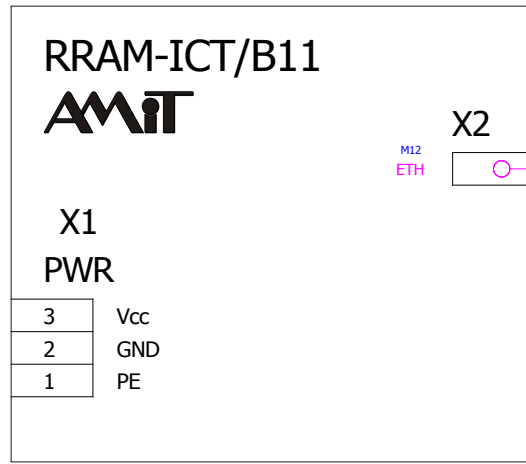 RRAM-ICT/B11
AMiT
X2
M12
ETH
X1
PWR
3 Vcc
2 GND
1 PE